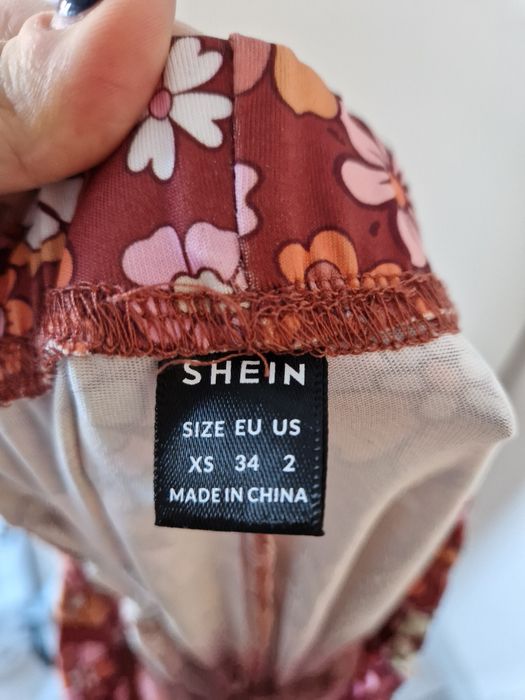 SHEIN
SIZE EU US
XS 34 2
MADE IN CHINA